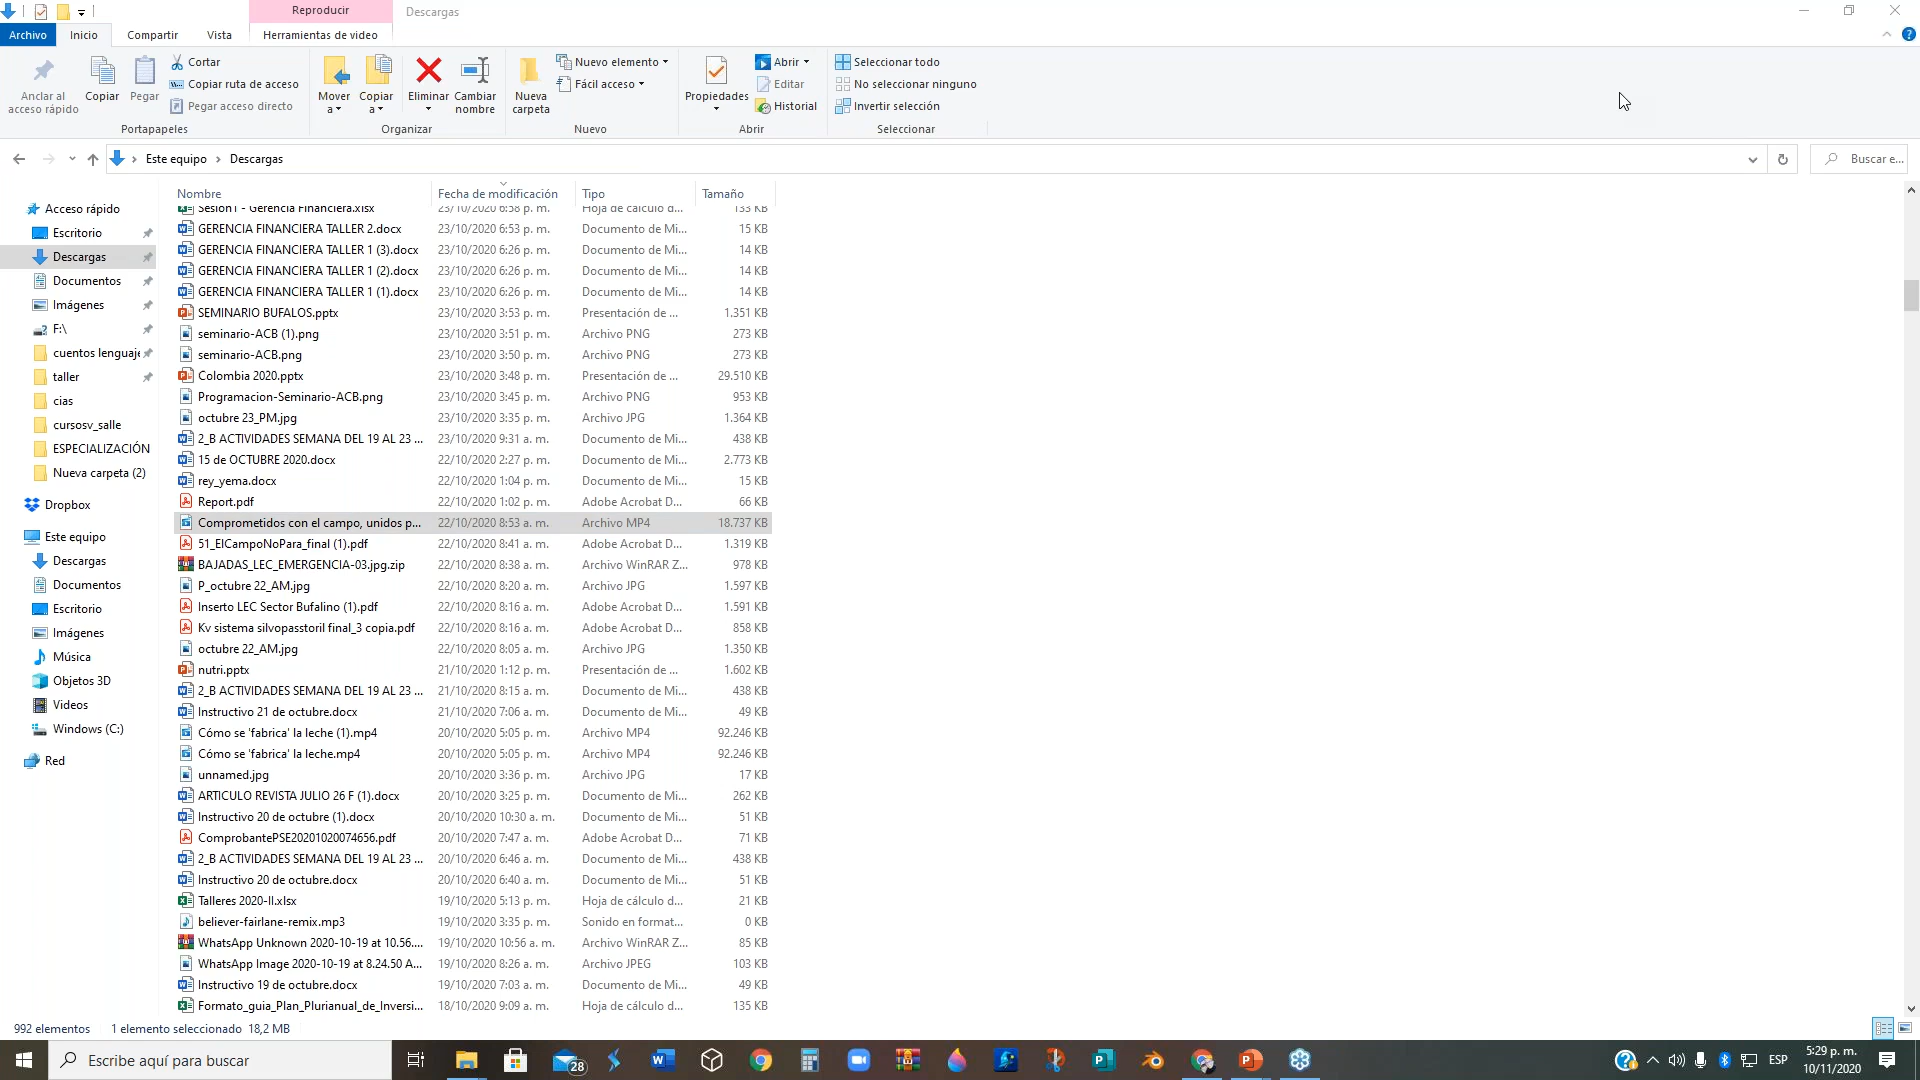 Reproducir
Descargas
Archivo
Inicio
Compartir
Vista
Herramientas de video
Anclar al
acceso rápido
Copiar
Pegar
Cortar
Copiar ruta de acceso
Pegar acceso directo
Portapapeles
Mover
a
Copiar
a
Eliminar
Cambiar
nombre
Organizar
Nueva
carpeta
Nuevo elemento
Fácil acceso
Nuevo
Propiedades
Abrir
Editar
Historial
Abrir
Seleccionar todo
No seleccionar ninguno
Invertir selección
Seleccionar
Este equipo > Descargas
Buscar e...
Acceso rápido
Escritorio
Descargas
Documentos
Imágenes
F:\
cuentos lenguaje
taller
cias
cursosv_salle
ESPECIALIZACIÓN
Nueva carpeta (2)
Dropbox
Este equipo
Descargas
Documentos
Escritorio
Imágenes
Música
Objetos 3D
Videos
Windows (C:)
Red
Nombre Fecha de modificación Tipo Tamaño
Sesion1 - Gerencia Financiera.xlsx 23/10/2020 6:58 p. m. Hoja de cálculo d... 135 KB
GERENCIA FINANCIERA TALLER 2.docx 23/10/2020 6:53 p. m. Documento de Mi... 15 KB
GERENCIA FINANCIERA TALLER 1 (3).docx 23/10/2020 6:26 p. m. Documento de Mi... 14 KB
GERENCIA FINANCIERA TALLER 1 (2).docx 23/10/2020 6:26 p. m. Documento de Mi... 14 KB
GERENCIA FINANCIERA TALLER 1 (1).docx 23/10/2020 6:26 p. m. Documento de Mi... 14 KB
SEMINARIO BUFALOS.pptx 23/10/2020 3:53 p. m. Presentación de ... 1.351 KB
seminario-ACB (1).png 23/10/2020 3:51 p. m. Archivo PNG 273 KB
seminario-ACB.png 23/10/2020 3:50 p. m. Archivo PNG 273 KB
Colombia 2020.pptx 23/10/2020 3:48 p. m. Presentación de ... 29.510 KB
Programacion-Seminario-ACB.png 23/10/2020 3:45 p. m. Archivo PNG 953 KB
octubre 23_PM.jpg 23/10/2020 3:35 p. m. Archivo JPG 1.364 KB
2_B ACTIVIDADES SEMANA DEL 19 AL 23 ... 23/10/2020 9:31 a. m. Documento de Mi... 438 KB
15 de OCTUBRE 2020.docx 22/10/2020 2:27 p. m. Documento de Mi... 2.773 KB
rey_yema.docx 22/10/2020 1:04 p. m. Documento de Mi... 15 KB
Report.pdf 22/10/2020 1:02 p. m. Adobe Acrobat D... 66 KB
Comprometidos con el campo, unidos p... 22/10/2020 8:53 a. m. Archivo MP4 18.737 KB
51_ElCampoNoPara_final (1).pdf 22/10/2020 8:41 a. m. Adobe Acrobat D... 1.319 KB
BAJADAS_LEC_EMERGENCIA-03.jpg.zip 22/10/2020 8:38 a. m. Archivo WinRAR Z... 978 KB
P_octubre 22_AM.jpg 22/10/2020 8:20 a. m. Archivo JPG 1.597 KB
Inserto LEC Sector Bufalino (1).pdf 22/10/2020 8:16 a. m. Adobe Acrobat D... 1.591 KB
Kv sistema silvopasstoril final_3 copia.pdf 22/10/2020 8:16 a. m. Adobe Acrobat D... 858 KB
octubre 22_AM.jpg 22/10/2020 8:05 a. m. Archivo JPG 1.350 KB
nutri.pptx 21/10/2020 1:12 p. m. Presentación de ... 1.602 KB
2_B ACTIVIDADES SEMANA DEL 19 AL 23 ... 21/10/2020 8:15 a. m. Documento de Mi... 438 KB
Instructivo 21 de octubre.docx 21/10/2020 7:06 a. m. Documento de Mi... 49 KB
Cómo se 'fabrica' la leche (1).mp4 20/10/2020 5:05 p. m. Archivo MP4 92.246 KB
Cómo se 'fabrica' la leche.mp4 20/10/2020 5:05 p. m. Archivo MP4 92.246 KB
unnamed.jpg 20/10/2020 3:36 p. m. Archivo JPG 17 KB
ARTICULO REVISTA JULIO 26 F (1).docx 20/10/2020 3:25 p. m. Documento de Mi... 262 KB
Instructivo 20 de octubre (1).docx 20/10/2020 10:30 a. m. Documento de Mi... 51 KB
ComprobantePSE20201020074656.pdf 20/10/2020 7:47 a. m. Adobe Acrobat D... 71 KB
2_B ACTIVIDADES SEMANA DEL 19 AL 23 ... 20/10/2020 6:46 a. m. Documento de Mi... 438 KB
Instructivo 20 de octubre.docx 20/10/2020 6:40 a. m. Documento de Mi... 51 KB
Talleres 2020-II.xlsx 19/10/2020 5:13 p. m. Hoja de cálculo d... 21 KB
believer-fairlane-remix.mp3 19/10/2020 3:35 p. m. Sonido en format... 0 KB
WhatsApp Unknown 2020-10-19 at 10.56.... 19/10/2020 10:56 a. m. Archivo WinRAR Z... 85 KB
WhatsApp Image 2020-10-19 at 8.24.50 A... 19/10/2020 8:26 a. m. Archivo JPEG 103 KB
Instructivo 19 de octubre.docx 19/10/2020 7:03 a. m. Documento de Mi... 49 KB
Formato_guia_Plan_Plurianual_de_Inversi... 18/10/2020 9:09 a. m. Hoja de cálculo d... 135 KB
992 elementos 1 elemento seleccionado 18,2 MB
Escribe aquí para buscar
28
ESP
5:29 p. m.
10/11/2020